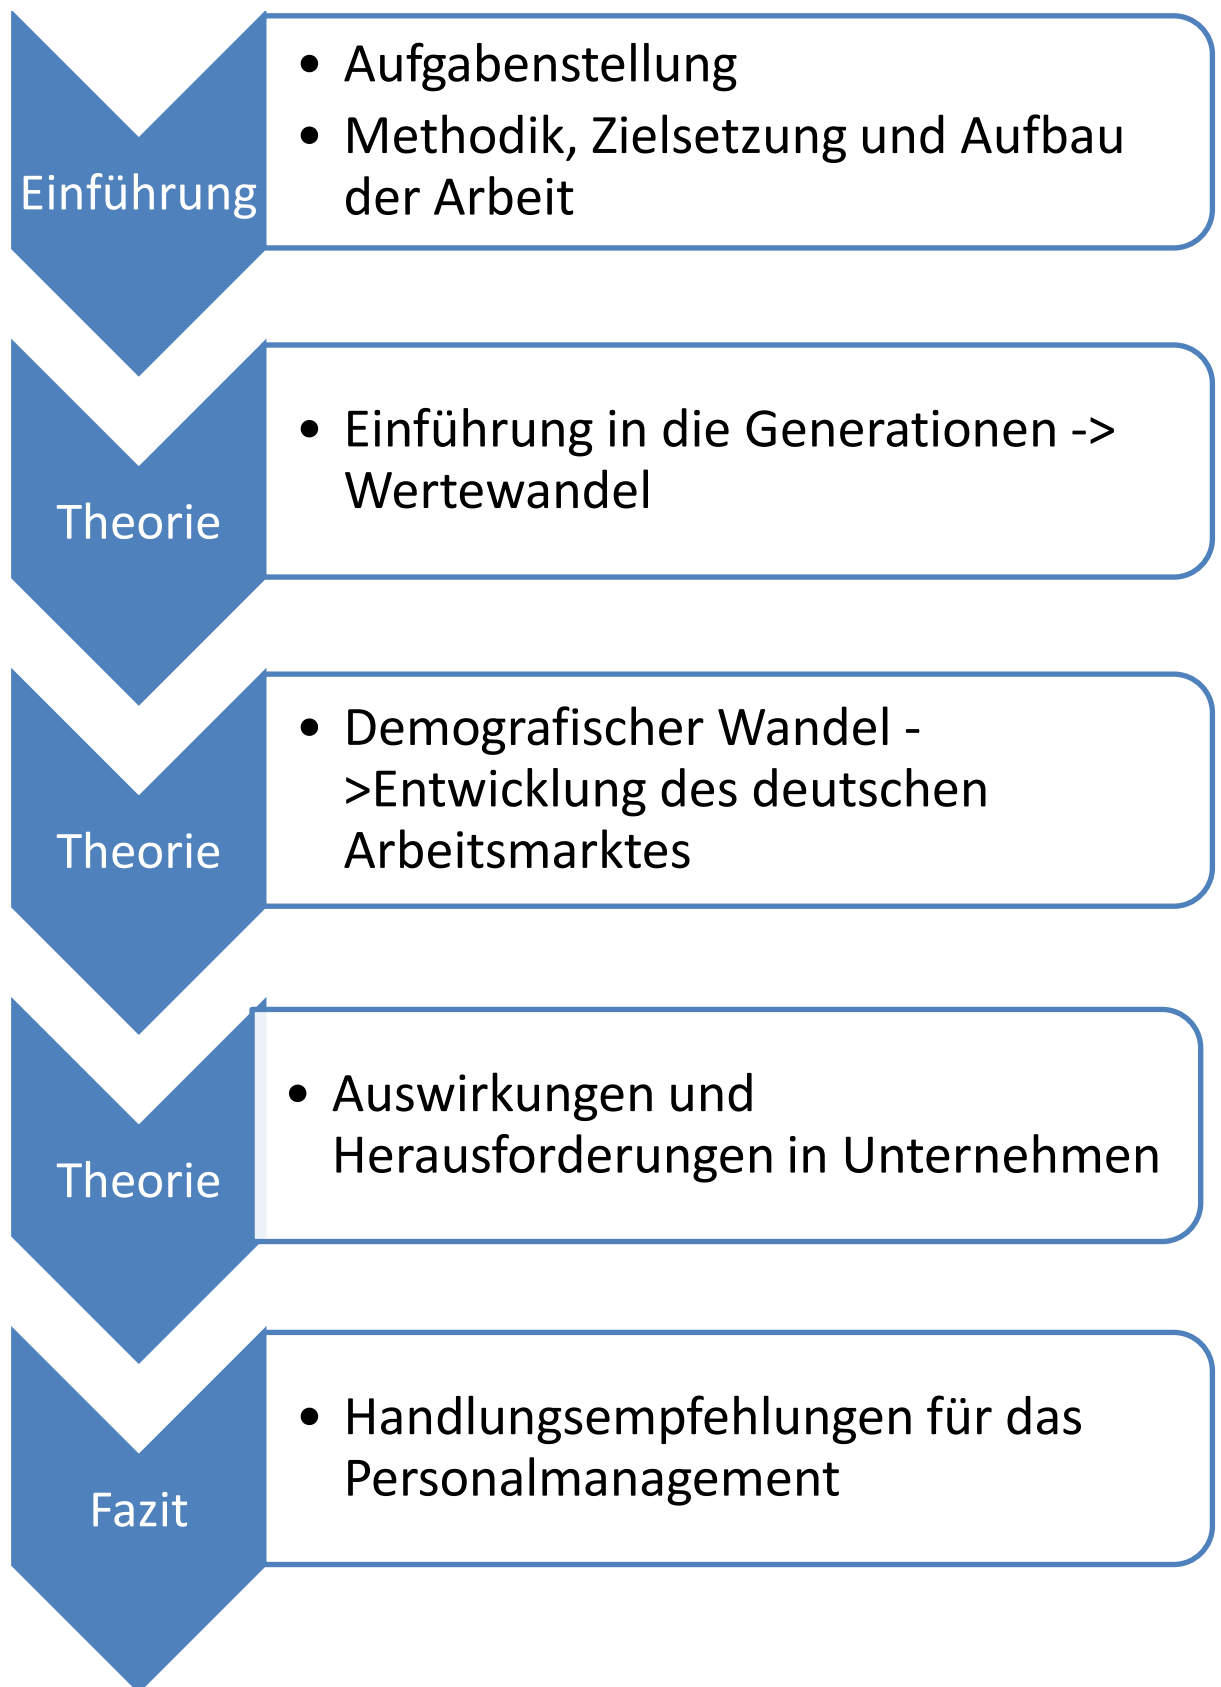 Einführung
• Aufgabenstellung
• Methodik, Zielsetzung und Aufbau
der Arbeit
Theorie
• Einführung in die Generationen ->
Wertewandel
Theorie
• Demografischer Wandel -
>Entwicklung des deutschen
Arbeitsmarktes
Theorie
• Auswirkungen und
Herausforderungen in Unternehmen
Fazit
• Handlungsempfehlungen für das
Personalmanagement